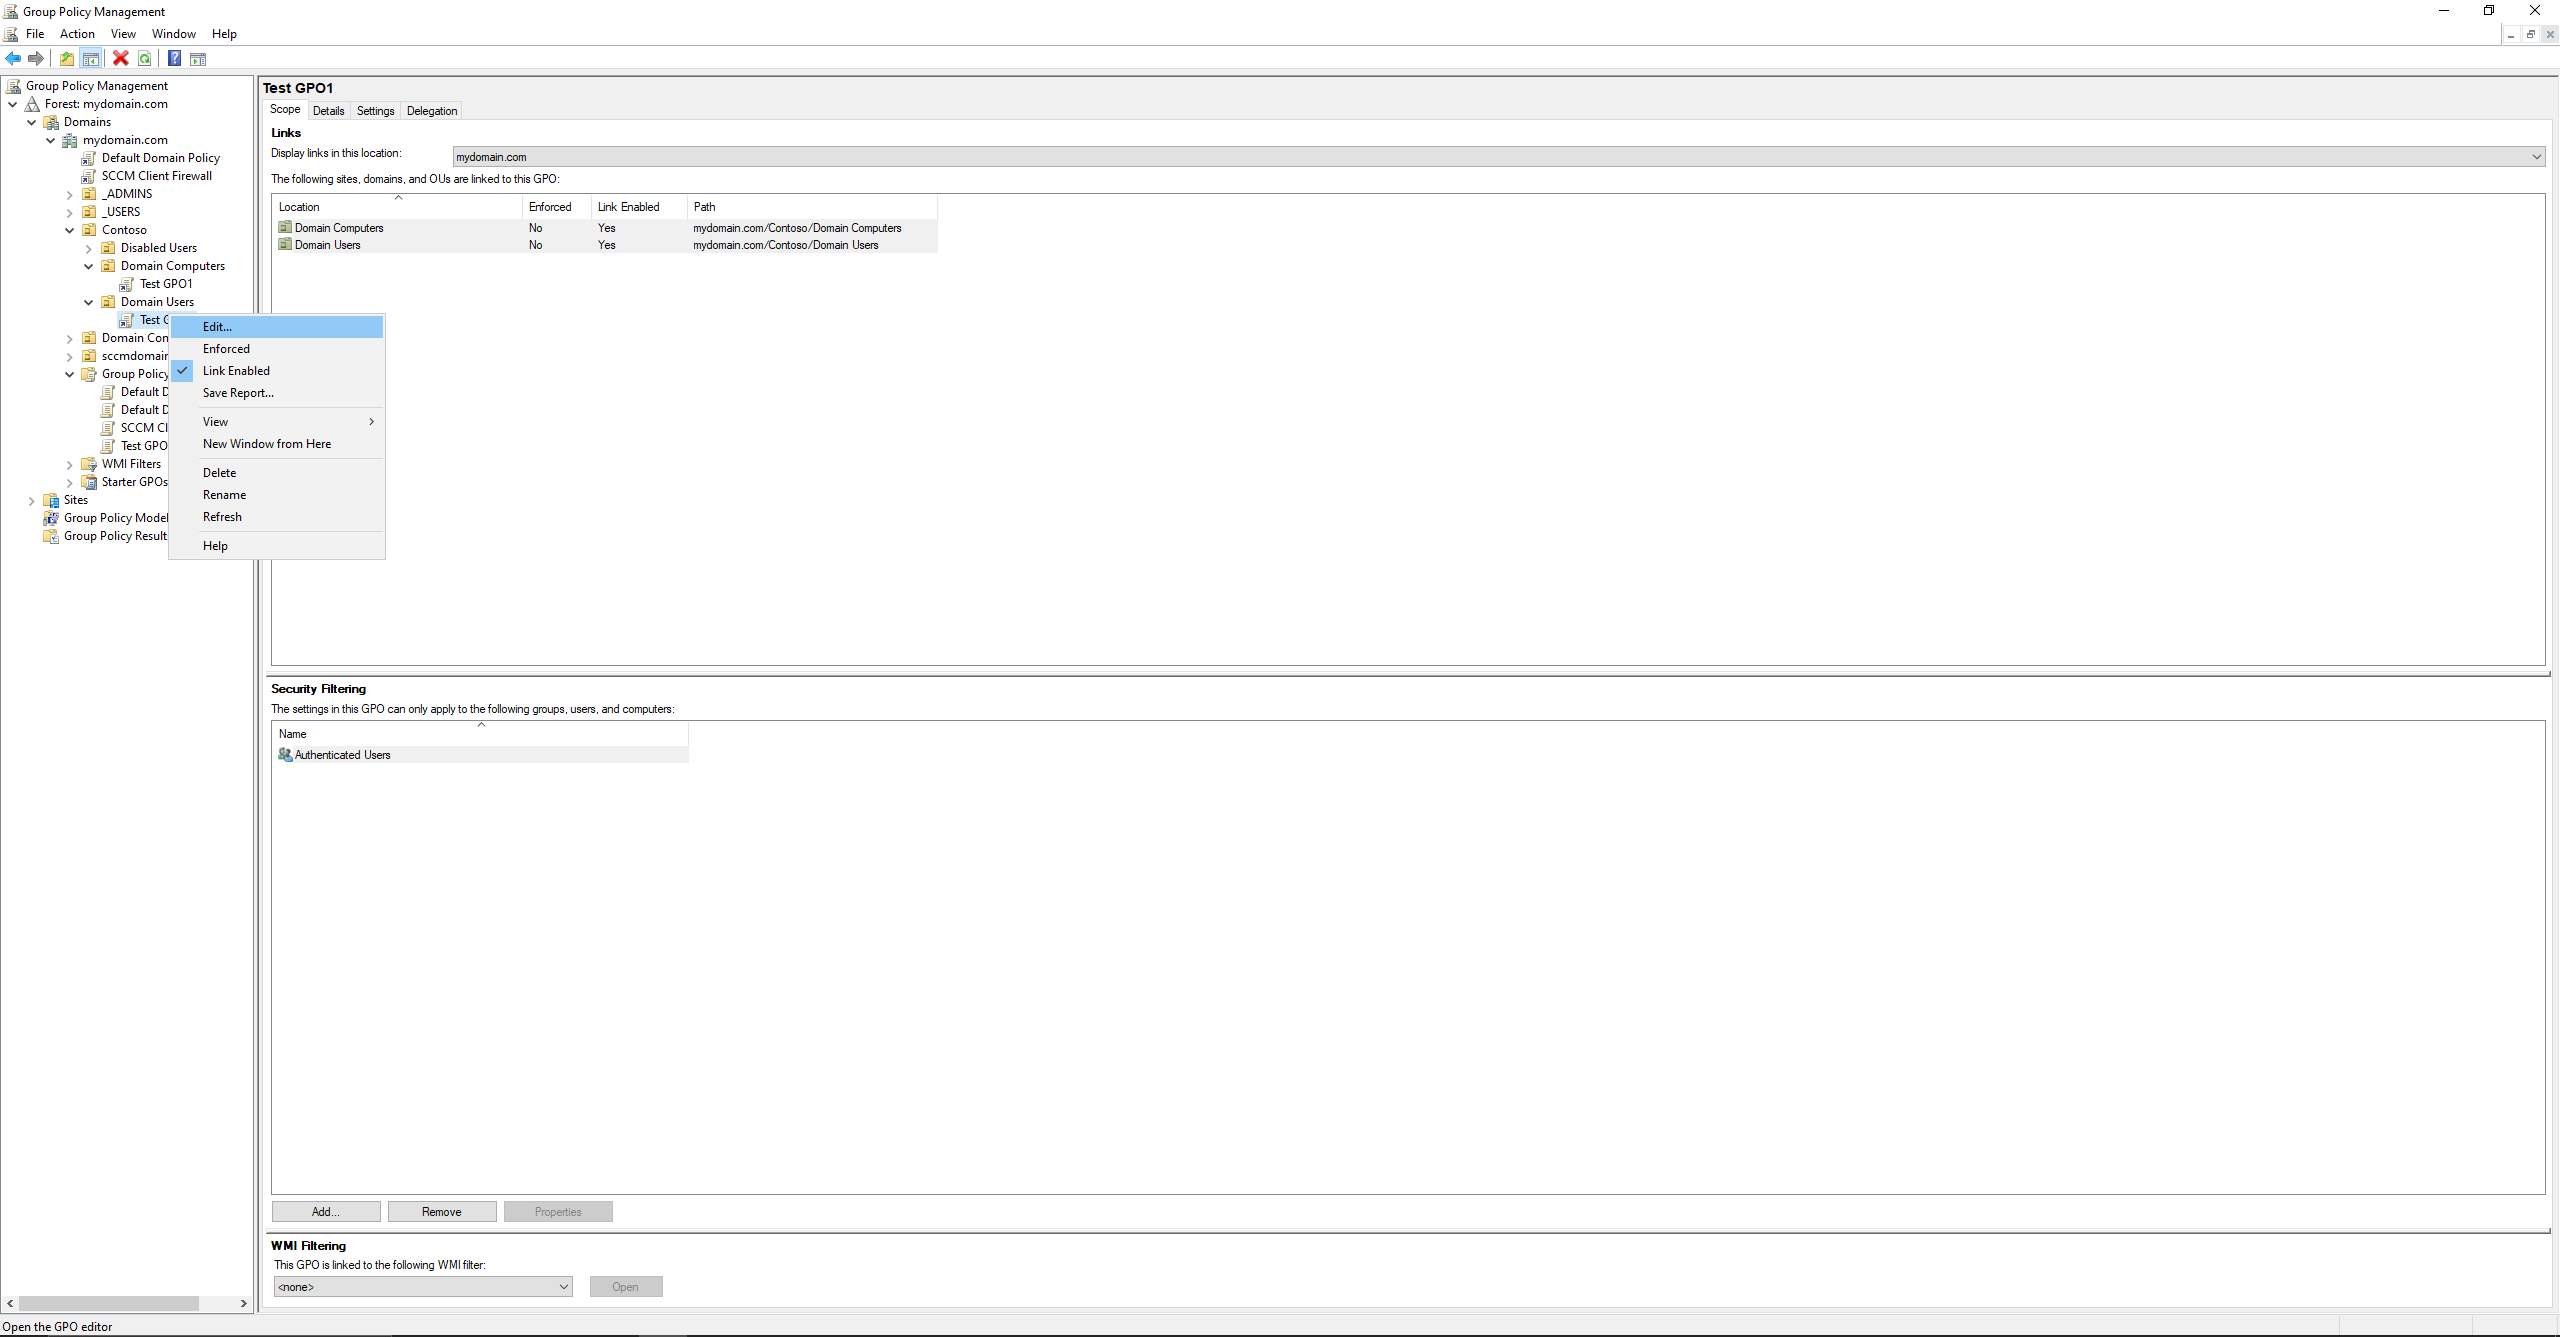 Group Policy Management
File Action View Window Help
Group Policy Management
Forest: mydomain.com
Domains
mydomain.com
Default Domain Policy
SCCM Client Firewall
_ADMINS
_USERS
Contoso
Disabled Users
Domain Computers
Test GPO1
Domain Users
Test G
Domain Con
sccmdomain
Group Policy
Default D
Default D
SCCM Cl
Test GPO
WMI Filters
Starter GPOs
Sites
Group Policy Model
Group Policy Result
Edit...
Enforced
Link Enabled
Save Report...
View
New Window from Here
Delete
Rename
Refresh
Help
Test GPO1
Scope Details Settings Delegation
Links
Display links in this location: mydomain.com
The following sites, domains, and OUs are linked to this GPO:
Location Enforced Link Enabled Path
Domain Computers No Yes mydomain.com/Contoso/Domain Computers
Domain Users No Yes mydomain.com/Contoso/Domain Users
Security Filtering
The settings in this GPO can only apply to the following groups, users, and computers:
Name
Authenticated Users
Add... Remove Properties
WMI Filtering
This GPO is linked to the following WMI filter:
<none> Open
Open the GPO editor